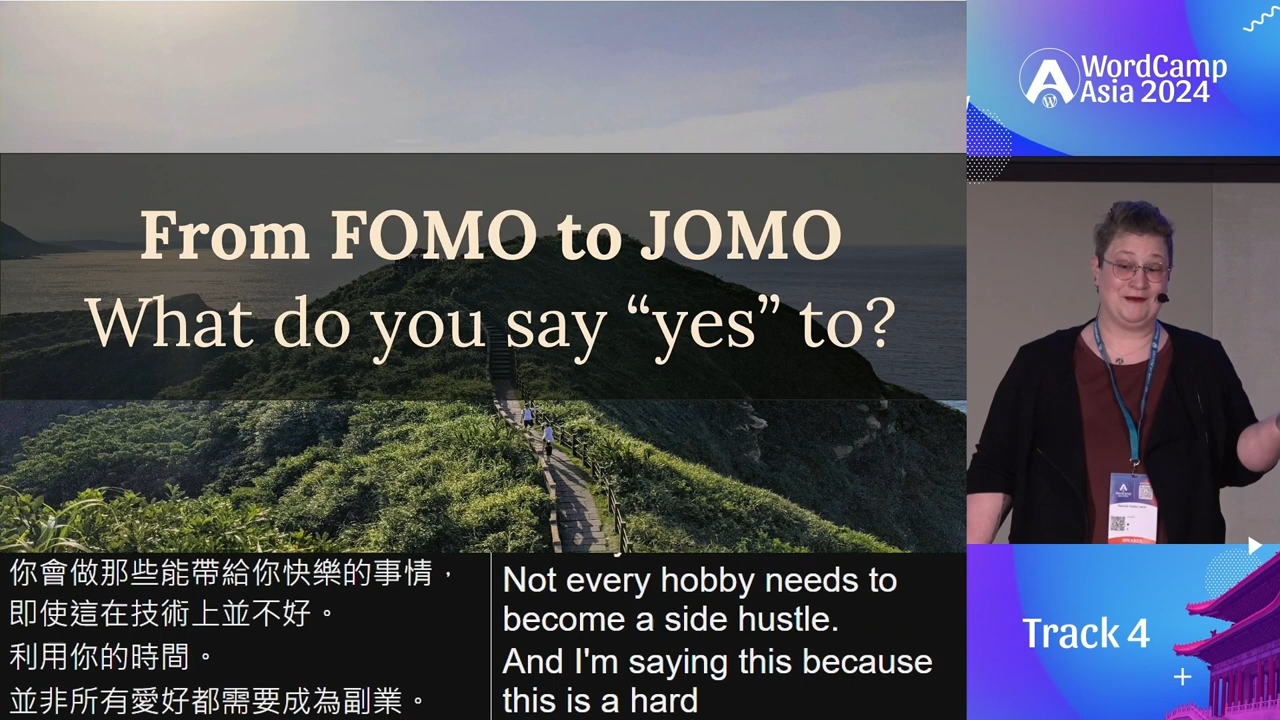 From FOMO to JOMO
What do you say “yes” to?
你會做那些能帶給你快樂的事情，
即使這在技術上並不好。
利用你的時間。
並非所有愛好都需要成為副業。
Not every hobby needs to
become a side hustle.
And I'm saying this because
this is a hard
WordCamp
Asia 2024
Track 4